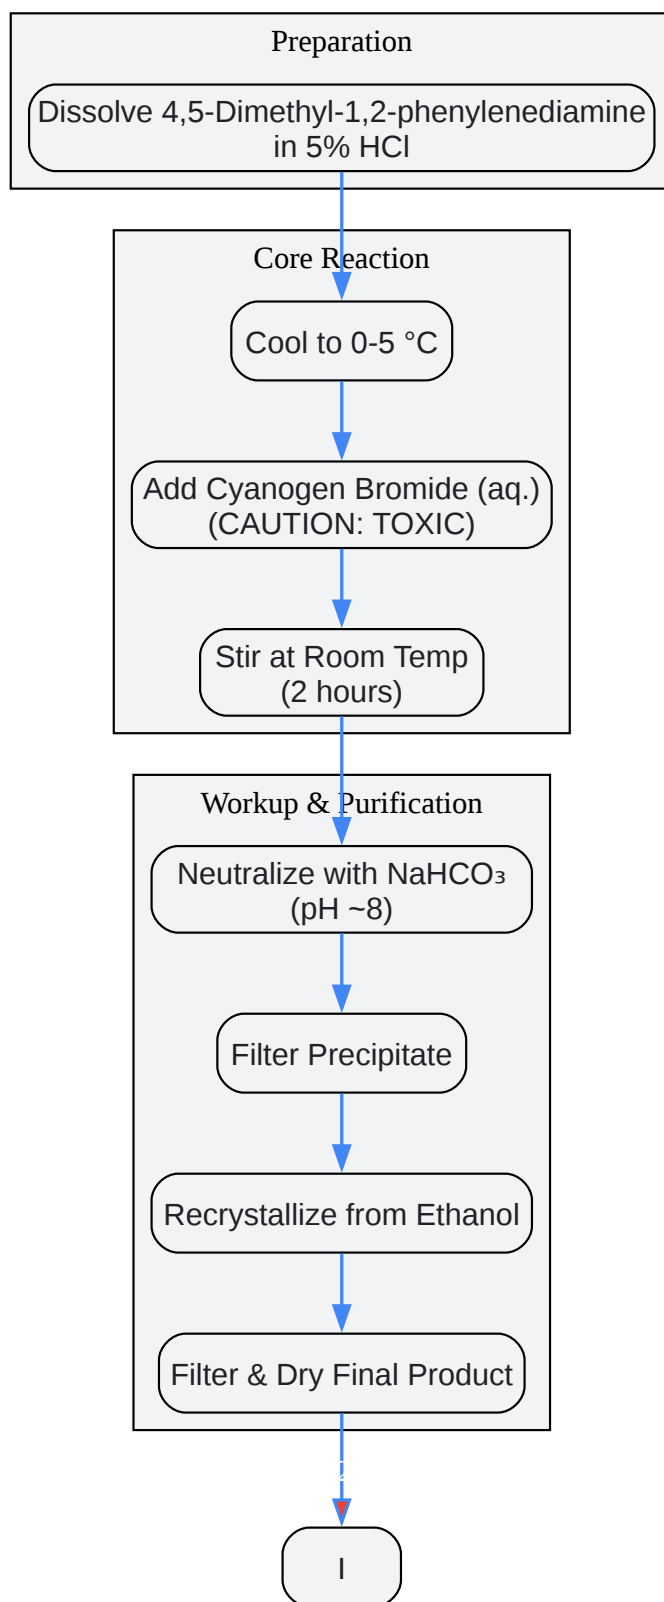 Preparation
Dissolve 4,5-Dimethyl-1,2-phenylenediamine
in 5% HCl
Core Reaction
Cool to 0-5 °C
Add Cyanogen Bromide (aq.)
(CAUTION: TOXIC)
Stir at Room Temp
(2 hours)
Workup & Purification
Neutralize with NaHCO₃
(pH ~8)
Filter Precipitate
Recrystallize from Ethanol
Filter & Dry Final Product
I